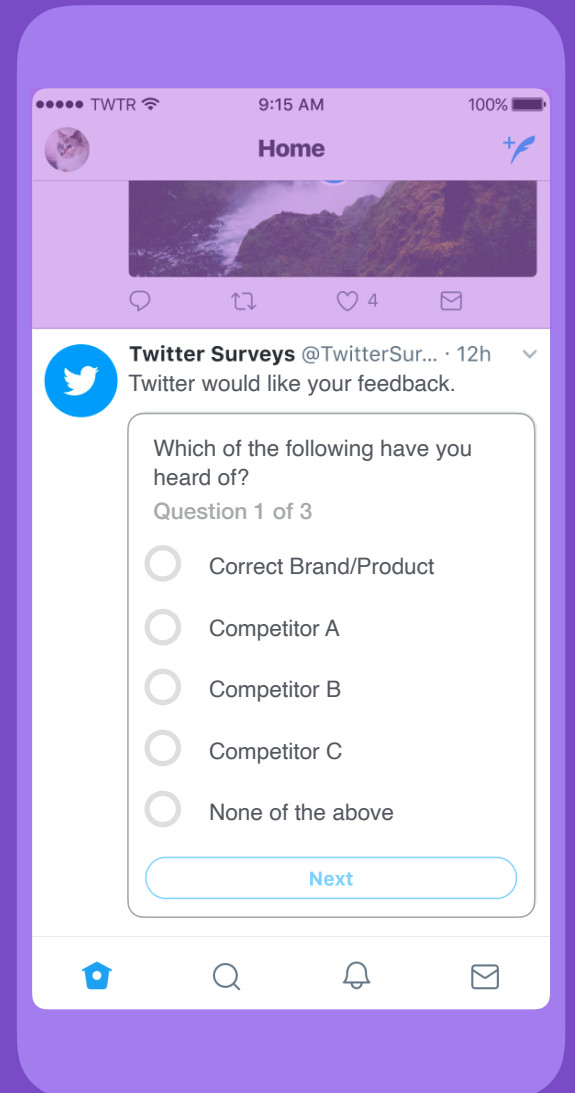 TWTR 9:15 AM 100%
Home
4
Twitter Surveys @TwitterSur... · 12h
Twitter would like your feedback.
Which of the following have you
heard of?
Question 1 of 3
Correct Brand/Product
Competitor A
Competitor B
Competitor C
None of the above
Next